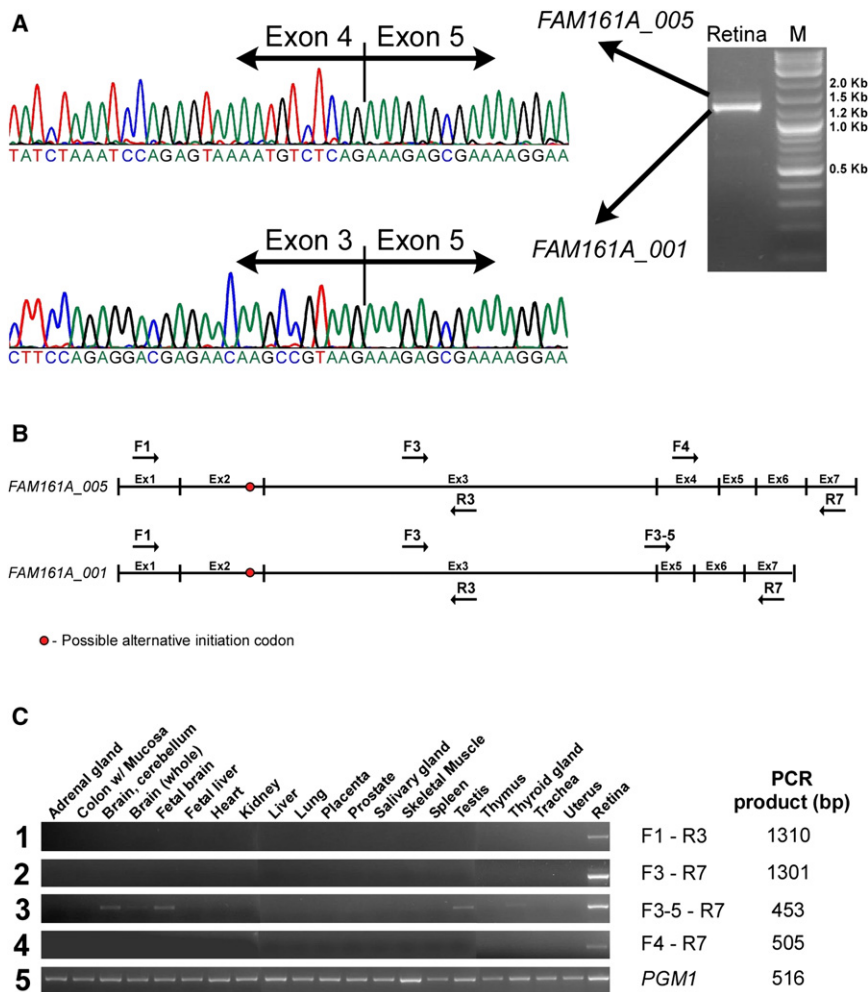 A
Exon 4 Exon 5
TATCTAAATCCAGAGTAAAATGTCTCAGAAAGAGCGAAAAGGAA
Exon 3 Exon 5
CTTCCAGAGGACGAGAACAAGCCGTAAGAAAGAGCGAAAAGGAA
FAM161A_005
Retina M
2.0 Kb
1.5 Kb
1.2 Kb
1.0 Kb
0.5 Kb
FAM161A_001
B
F1 F3 F4
FAM161A_005 Ex1 Ex2 Ex3 Ex4 Ex5 Ex6 Ex7
R3 R7
F1 F3 F3-5
FAM161A_001 Ex1 Ex2 Ex3 Ex5 Ex6 Ex7
R3 R7
- Possible alternative initiation codon
C
Adrenal gland
Colon w/ Mucosa
Brain, cerebellum
Brain (whole)
Fetal brain
Fetal liver
Heart
Kidney
Liver
Lung
Placenta
Prostate
Salivary gland
Skeletal Muscle
Spleen
Testis
Thymus
Thyroid gland
Trachea
Uterus
Retina
PCR
product (bp)
1 F1 - R3 1310
2 F3 - R7 1301
3 F3-5 - R7 453
4 F4 - R7 505
5 PGM1 516